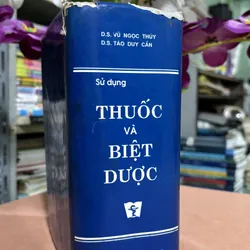 D.S. VŨ NGỌC THÚY
D.S. TÀO DUY CẦN
Sử dụng
THUỐC
VÀ
BIỆT
DƯỢC